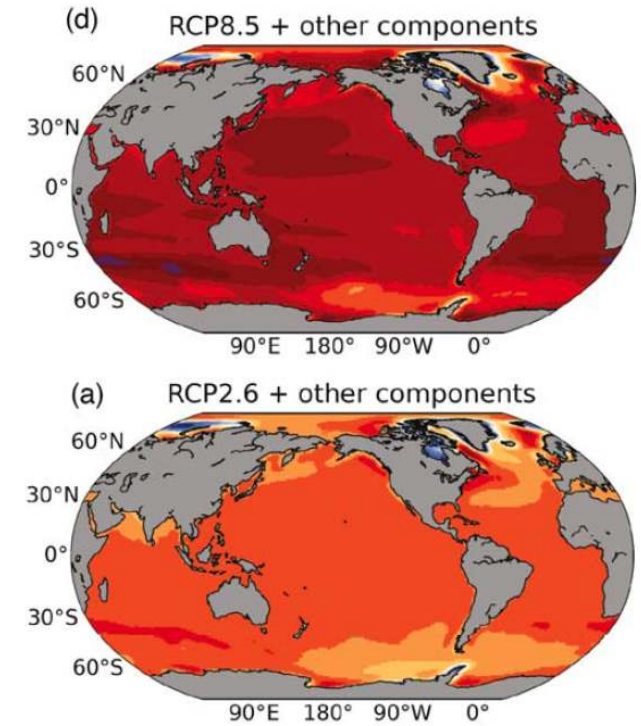 (d)
RCP8.5 + other components
60°N
30°N
0°
30°S
60°S
90°E 180° 90°W 0°
(a)
RCP2.6 + other components
60°N
30°N
0°
30°S
60°S
90°E 180° 90°W 0°